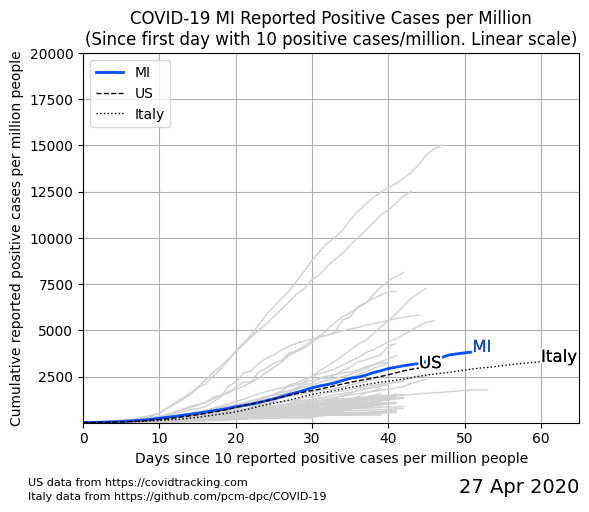 COVID-19 MI Reported Positive Cases per Million
(Since first day with 10 positive cases/million. Linear scale)
Cumulative reported positive cases per million people
20000
17500
15000
12500
10000
7500
5000
2500
MI
US
Italy
MI
US
Italy
0 10 20 30 40 50 60
Days since 10 reported positive cases per million people
US data from https://covidtracking.com
Italy data from https://github.com/pcm-dpc/COVID-19
27 Apr 2020